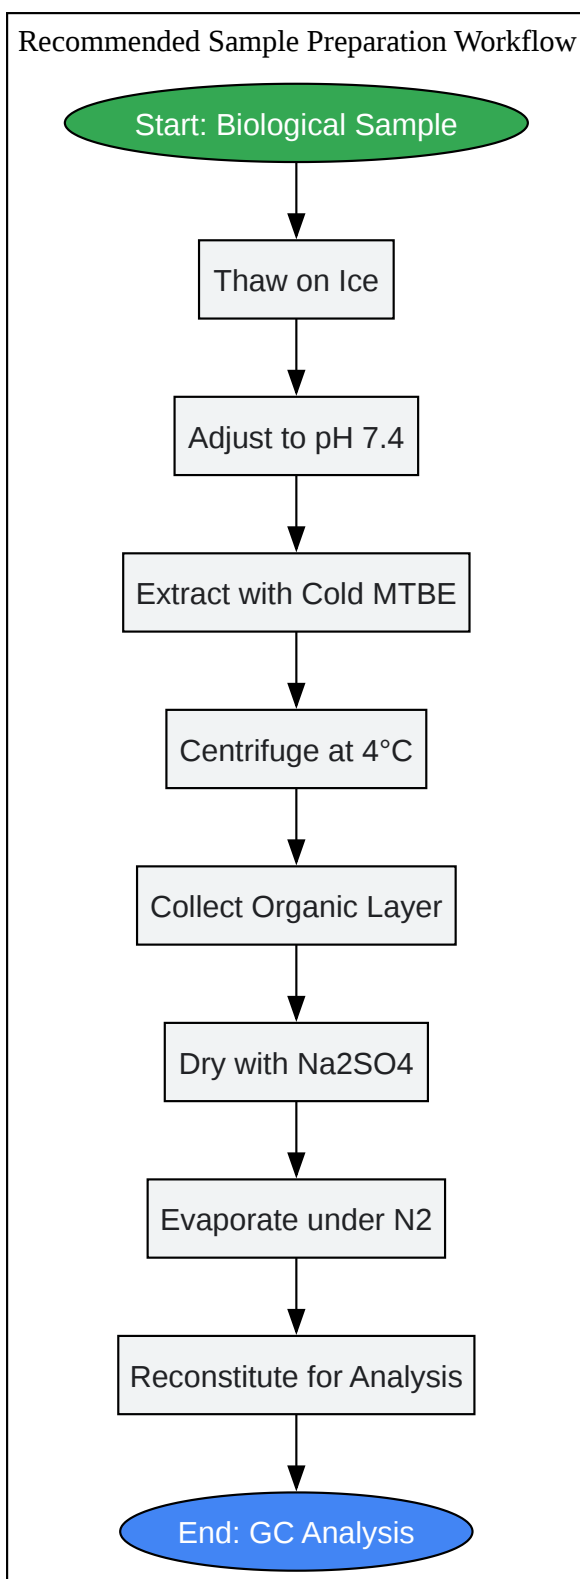 Recommended Sample Preparation Workflow
Start: Biological Sample
Thaw on Ice
Adjust to pH 7.4
Extract with Cold MTBE
Centrifuge at 4°C
Collect Organic Layer
Dry with Na2SO4
Evaporate under N2
Reconstitute for Analysis
End: GC Analysis